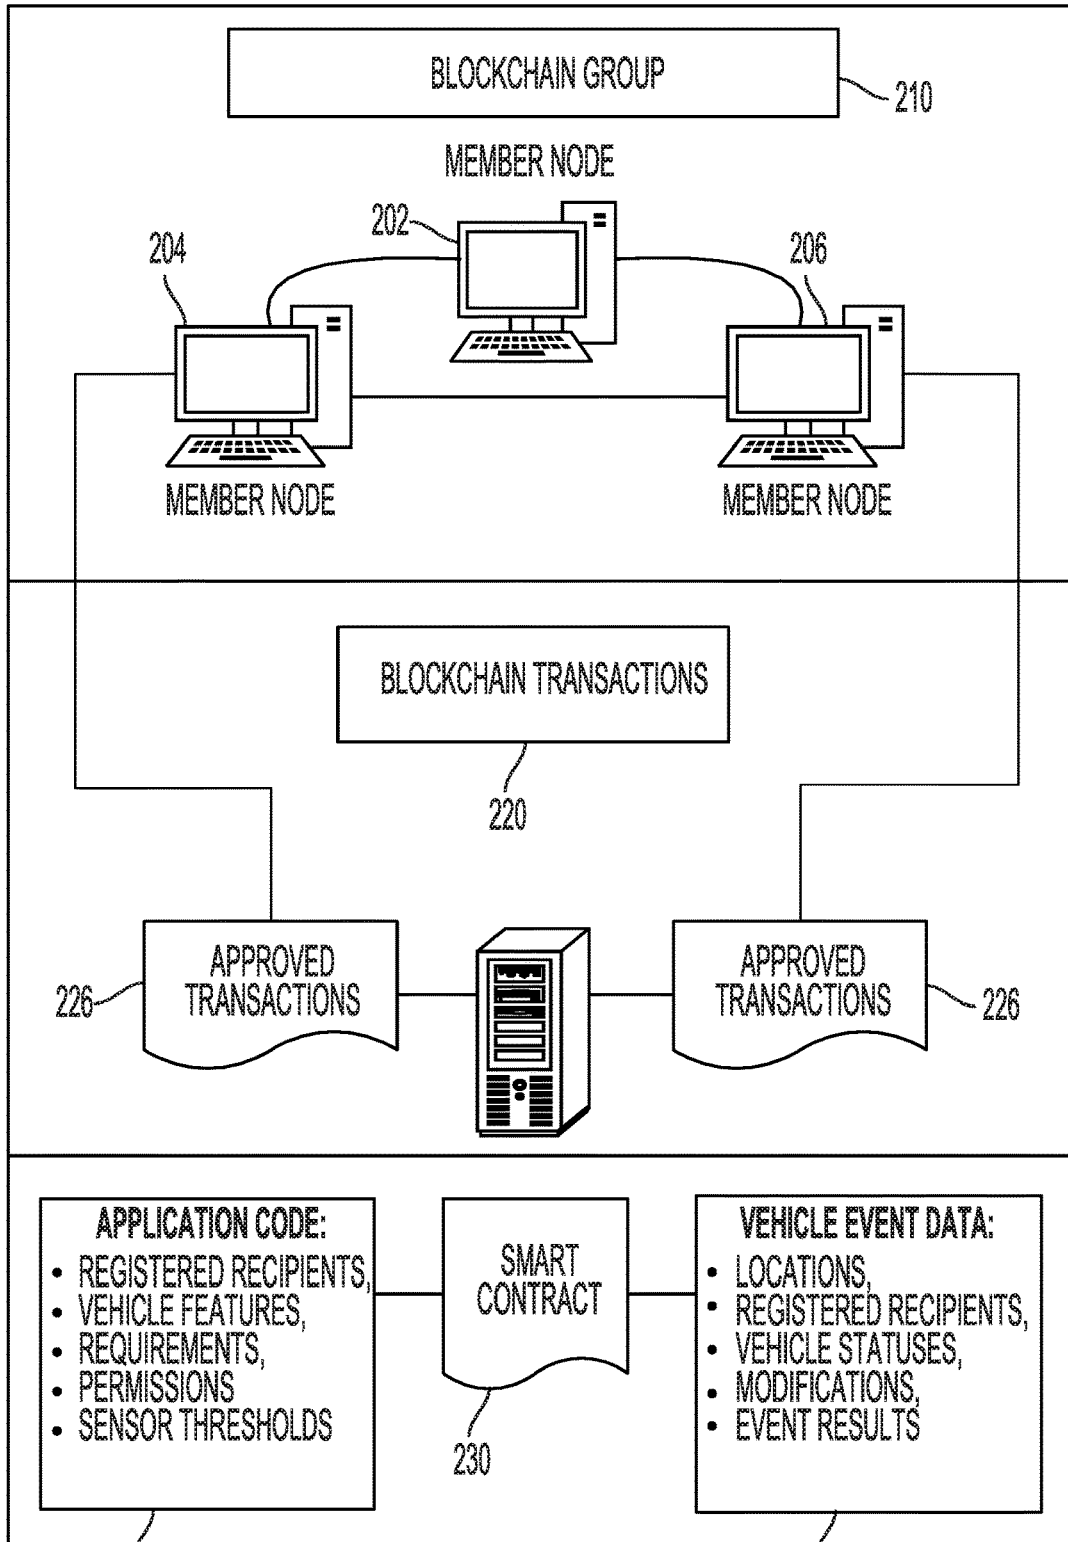 BLOCKCHAIN GROUP
210
MEMBER NODE
202
204
206
MEMBER NODE
MEMBER NODE
BLOCKCHAIN TRANSACTIONS
220
APPROVED
TRANSACTIONS
226
APPROVED
TRANSACTIONS
226
APPLICATION CODE:
• REGISTERED RECIPIENTS,
• VEHICLE FEATURES,
• REQUIREMENTS,
• PERMISSIONS
• SENSOR THRESHOLDS
SMART
CONTRACT
230
VEHICLE EVENT DATA:
• LOCATIONS,
• REGISTERED RECIPIENTS,
• VEHICLE STATUSES,
• MODIFICATIONS,
• EVENT RESULTS